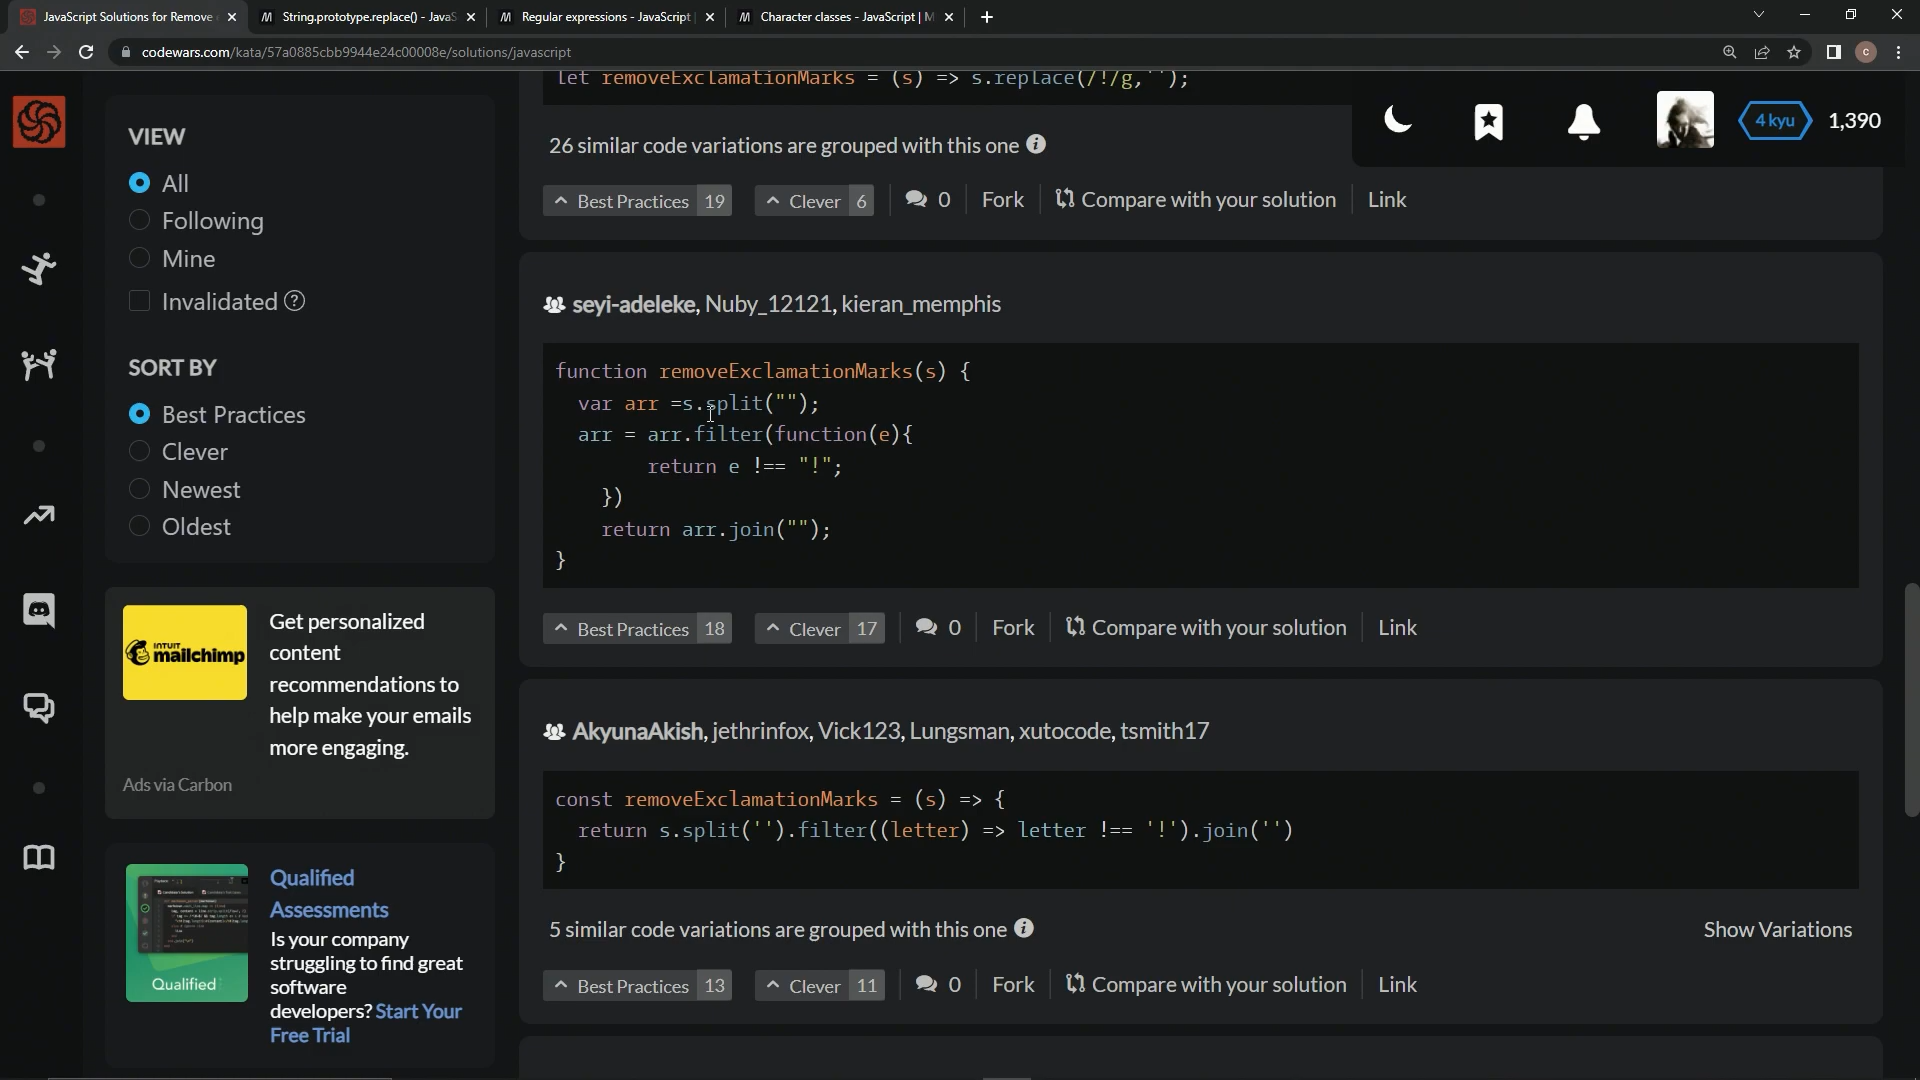 JavaScript Solutions for Remove
String.prototype.replace() - JavaS
Regular expressions - JavaScript
Character classes - JavaScript | M
codewars.com/kata/57a0885cbb9944e24c00008e/solutions/javascript
let removeExclamationMarks = (s) => s.replace(/!/g,'');
4 kyu
1,390
26 similar code variations are grouped with this one
Best Practices 19
Clever 6
0
Fork
Compare with your solution
Link
VIEW
All
Following
Mine
Invalidated
SORT BY
Best Practices
Clever
Newest
Oldest
INTUIT
mailchimp
Get personalized
content
recommendations to
help make your emails
more engaging.
Ads via Carbon
Qualified
Qualified
Assessments
Is your company
struggling to find great
software
developers? Start Your
Free Trial
seyi-adeleke, Nuby_12121, kieran_memphis
function removeExclamationMarks(s) {
var arr =s.split("");
arr = arr.filter(function(e){
return e !== "!";
})
return arr.join("");
}
Best Practices 18
Clever 17
0
Fork
Compare with your solution
Link
AkyunaAkish, jethrinfox, Vick123, Lungsman, xutocode, tsmith17
const removeExclamationMarks = (s) => {
return s.split('').filter((letter) => letter !== '!').join('')
}
5 similar code variations are grouped with this one
Show Variations
Best Practices 13
Clever 11
0
Fork
Compare with your solution
Link